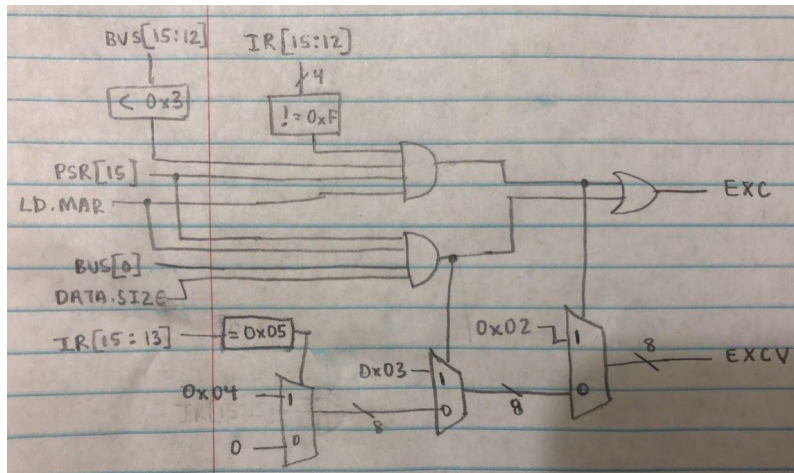 BUS[15:12]
IR[15:12]
4
< 0x3
!= 0xF
PSR[15]
LD.MAR
EXC
BUS[0]
DATA.SIZE
IR[15:13]
= 0x05
0x02
1
8
EXCV
0x03
1
0x04
1
0
8
0
8
0
0